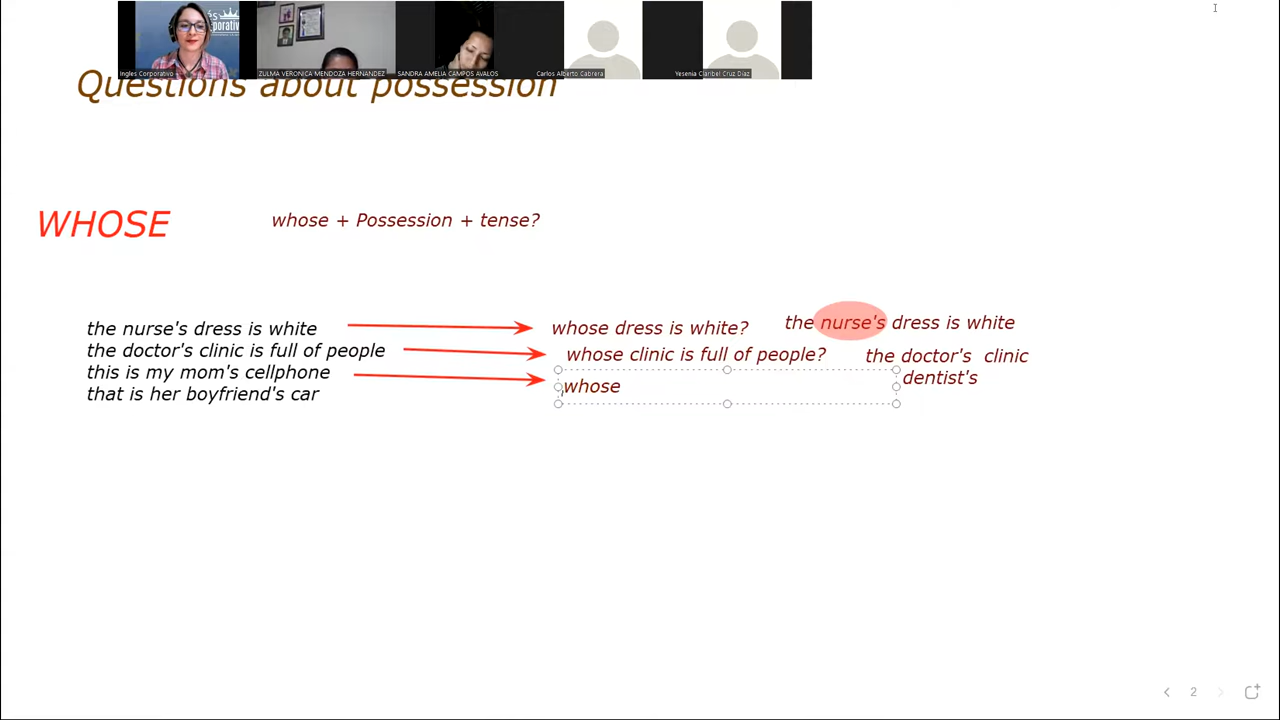 Ingles Corporativo
ZULMA VERONICA MENDOZA HERNANDEZ
SANDRA AMELIA CAMPOS AVALOS
Carlos Alberto Cabrera
Yesenia Claribel Cruz Diaz
Questions about possession
WHOSE
whose + Possession + tense?
the nurse's dress is white
whose dress is white?
the nurse's dress is white
the doctor's clinic is full of people
whose clinic is full of people?
the doctor's clinic
dentist's
this is my mom's cellphone
whose
that is her boyfriend's car
2